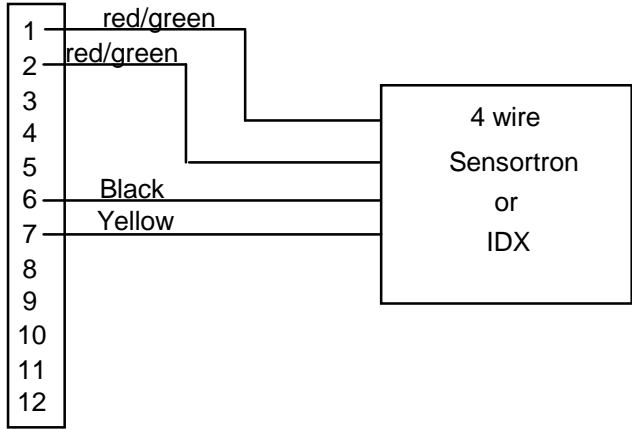 1
red/green
2
red/green
3
4
5
6
Black
7
Yellow
8
9
10
11
12
4 wire
Sensortron
or
IDX